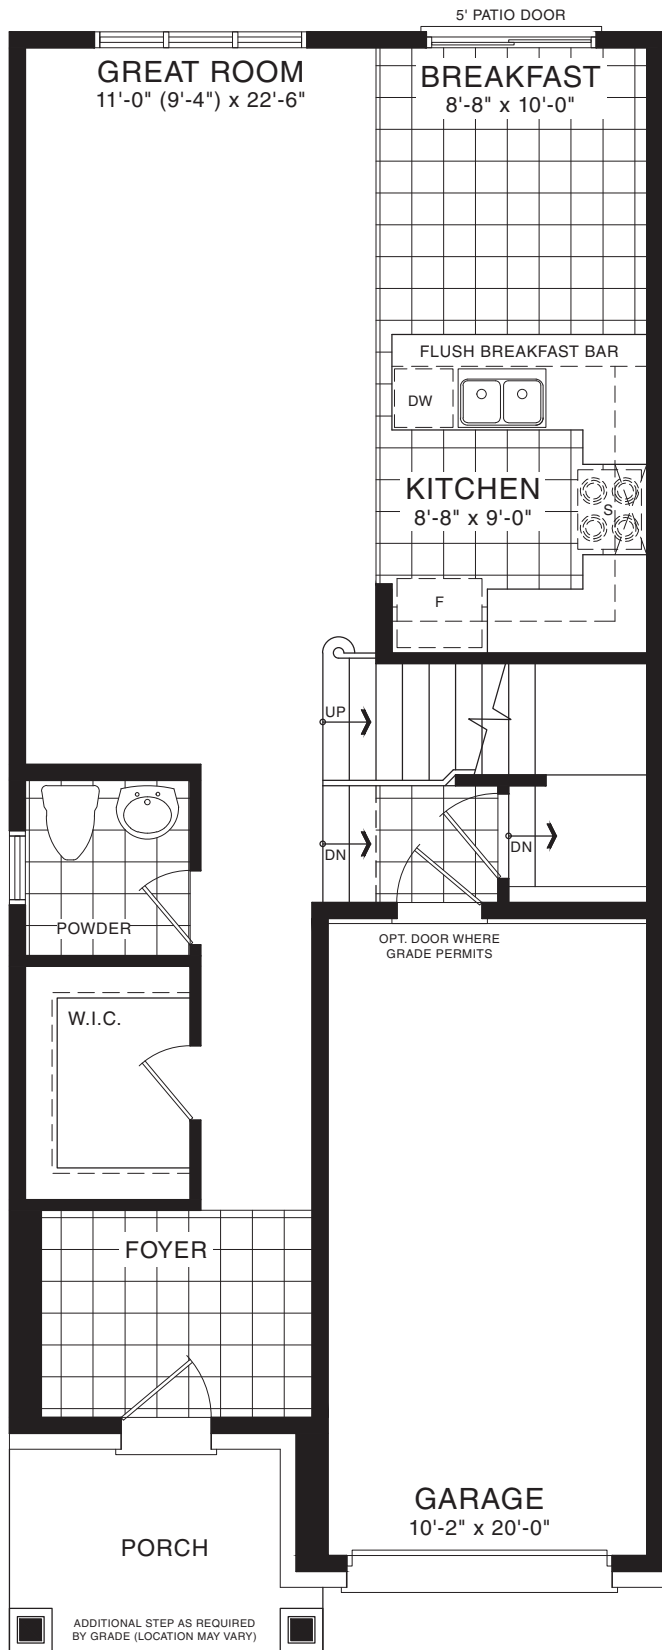 5' PATIO DOOR
GREAT ROOM
11'-0" (9'-4") x 22'-6"
BREAKFAST
8'-8" x 10'-0"
FLUSH BREAKFAST BAR
DW
KITCHEN
8'-8" x 9'-0"
S
F
UP
DN
DN
POWDER
OPT. DOOR WHERE
GRADE PERMITS
W.I.C.
FOYER
GARAGE
10'-2" x 20'-0"
PORCH
ADDITIONAL STEP AS REQUIRED
BY GRADE (LOCATION MAY VARY)